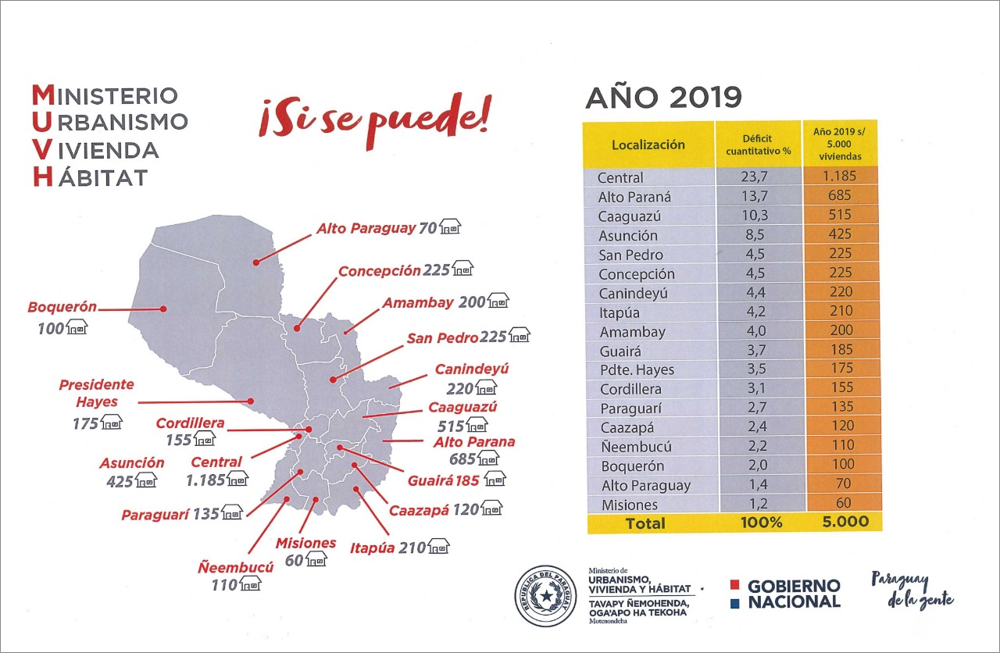 MINISTERIO
URBANISMO
VIVIENDA
HÁBITAT
¡Si se puede!
Alto Paraguay 70
Concepción 225
Amambay 200
Boquerón
100
San Pedro 225
Canindeyú
220
Presidente
Hayes
175
Caaguazú
515
Cordillera
155
Alto Parana
685
Asunción
425
Central
1.185
Guairá 185
Paraguarí 135
Caazapá 120
Misiones
60
Itapúa 210
Ñeembucú
110
AÑO 2019
Localización Déficit cuantitativo % Año 2019 s/ 5.000 viviendas
Central 23,7 1.185
Alto Paraná 13,7 685
Caaguazú 10,3 515
Asunción 8,5 425
San Pedro 4,5 225
Concepción 4,5 225
Canindeyú 4,4 220
Itapúa 4,2 210
Amambay 4,0 200
Guairá 3,7 185
Pdte. Hayes 3,5 175
Cordillera 3,1 155
Paraguarí 2,7 135
Caazapá 2,4 120
Ñeembucú 2,2 110
Boquerón 2,0 100
Alto Paraguay 1,4 70
Misiones 1,2 60
Total 100% 5.000
REPUBLICA DEL PARAGUAY
Ministerio de
URBANISMO,
VIVIENDA Y HÁBITAT
TAVAPY ÑEMOHENDA,
OGA'APO HA TEKOHA
Motenondeha
GOBIERNO
NACIONAL
Paraguay
de la gente